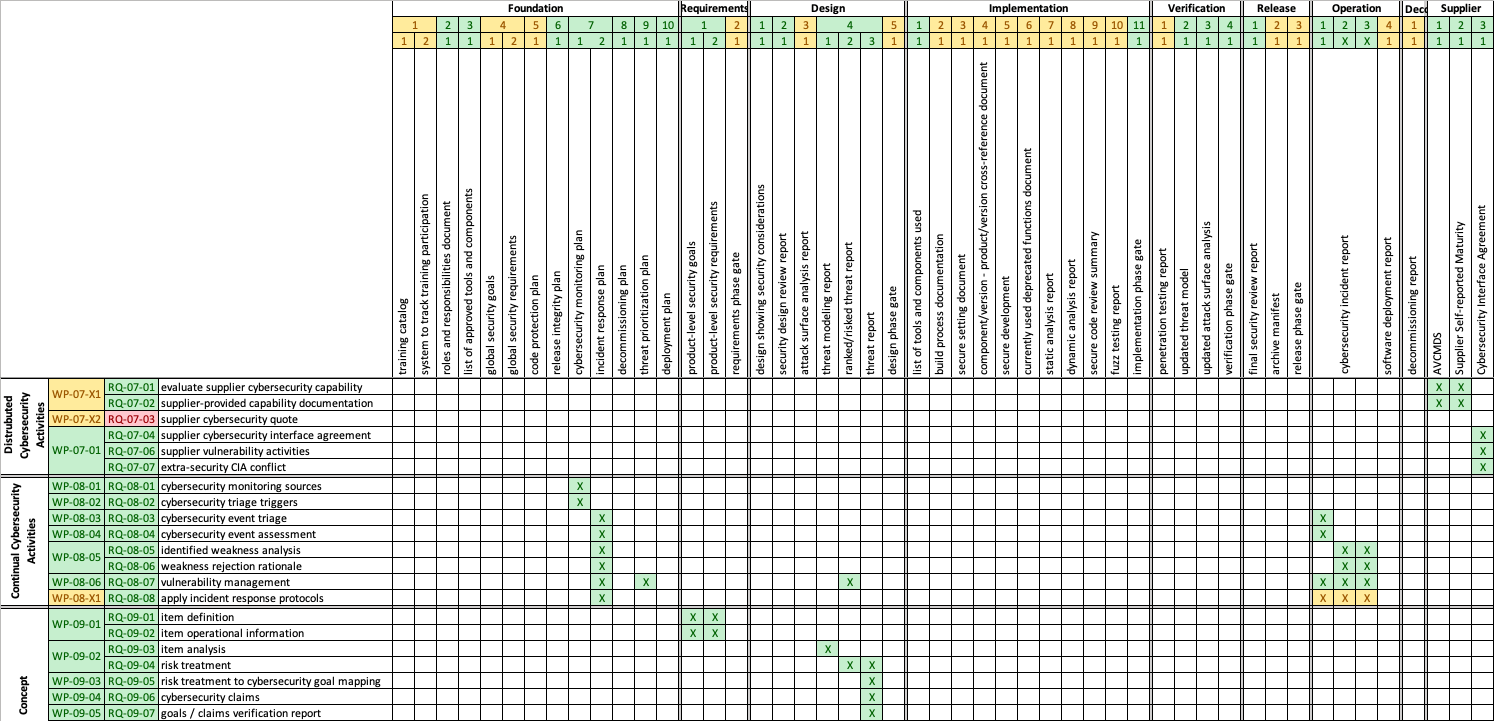 Foundation Requirements Design Implementation Verification Release Operation Deco Supplier
1 2 3 4 5 6 7 8 9 10 1 2 1 2 3 4 5 1 2 3 4 5 6 7 8 9 10 11 1 2 3 4 1 2 3 1 2 3 4 1 1 2 3
1 2 1 1 1 2 1 1 1 2 1 1 1 1 2 1 1 1 1 1 2 3 1 1 1 1 1 1 1 1 1 1 1 1 1 1 1 1 1 1 1 1 X X 1 1 1 1 1
training catalog
system to track training participation
roles and responsibilities document
list of approved tools and components
global security goals
global security requirements
code protection plan
release integrity plan
cybersecurity monitoring plan
incident response plan
decommissioning plan
threat prioritization plan
deployment plan
product-level security goals
product-level security requirements
requirements phase gate
design showing security considerations
security design review report
attack surface analysis report
threat modeling report
ranked/risked threat report
threat report
design phase gate
list of tools and components used
build process documentation
secure setting document
component/version - product/version cross-reference document
secure development
currently used deprecated functions document
static analysis report
dynamic analysis report
secure code review summary
fuzz testing report
implementation phase gate
penetration testing report
updated threat model
updated attack surface analysis
verification phase gate
final security review report
archive manifest
release phase gate
cybersecurity incident report
software deployment report
decommissioning report
AVCMDS
Supplier Self-reported Maturity
Cybersecurity Interface Agreement
Distrubuted
Cybersecurity
Activities
WP-07-X1 RQ-07-01 evaluate supplier cybersecurity capability X X
RQ-07-02 supplier-provided capability documentation X X
WP-07-X2 RQ-07-03 supplier cybersecurity quote
WP-07-01 RQ-07-04 supplier cybersecurity interface agreement X
RQ-07-06 supplier vulnerability activities X
RQ-07-07 extra-security CIA conflict X
Continual Cybersecurity
Activities
WP-08-01 RQ-08-01 cybersecurity monitoring sources X
WP-08-02 RQ-08-02 cybersecurity triage triggers X
WP-08-03 RQ-08-03 cybersecurity event triage X X
WP-08-04 RQ-08-04 cybersecurity event assessment X X
WP-08-05 RQ-08-05 identified weakness analysis X X X
RQ-08-06 weakness rejection rationale X X X
WP-08-06 RQ-08-07 vulnerability management X X X X X X
WP-08-X1 RQ-08-08 apply incident response protocols X X X X
Concept
WP-09-01 RQ-09-01 item definition X X
RQ-09-02 item operational information X X
WP-09-02 RQ-09-03 item analysis X
RQ-09-04 risk treatment X X
WP-09-03 RQ-09-05 risk treatment to cybersecurity goal mapping X
WP-09-04 RQ-09-06 cybersecurity claims X
WP-09-05 RQ-09-07 goals / claims verification report X